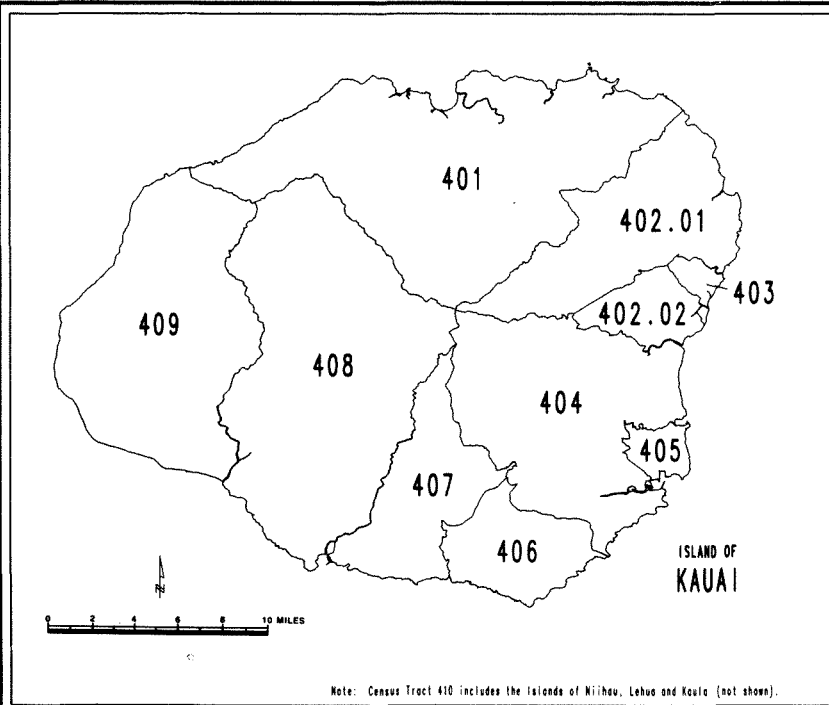 401
402.01
403
402.02
409
408
404
405
407
406
ISLAND OF
KAUAI
N
0 2 4 6 8 10 MILES
Note: Census Tract 410 includes the Islands of Niihau, Lehua and Kaula (not shown).